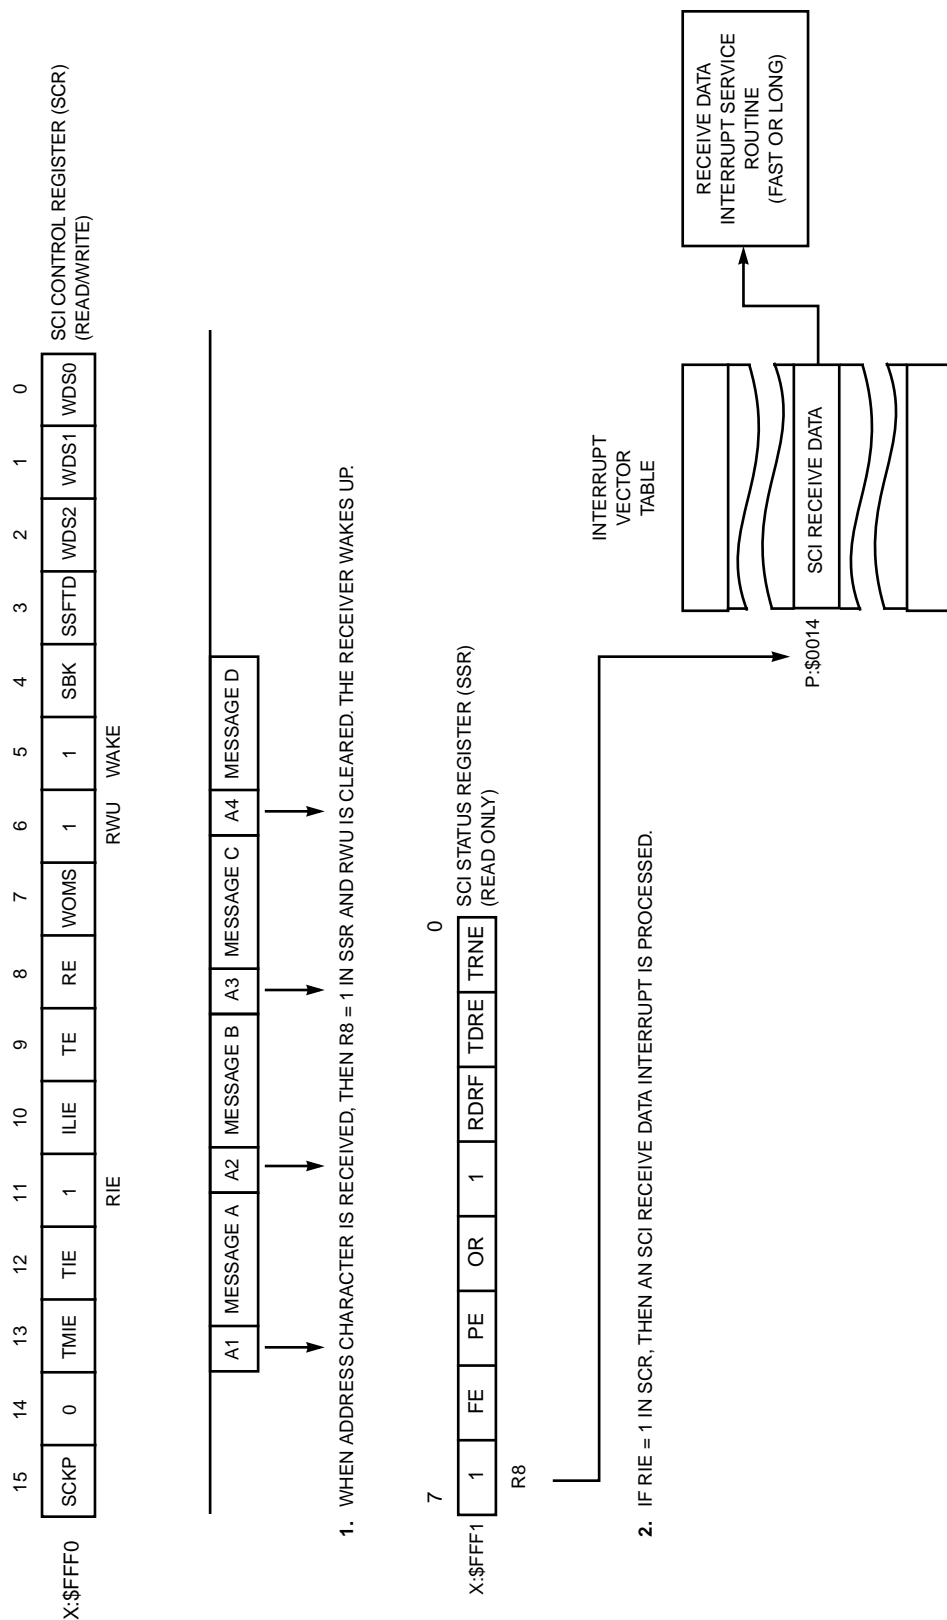 15 14 13 12 11 10 9 8 7 6 5 4 3 2 1 0
X:$FFF0 SCKP 0 TMIE TIE 1 ILIE TE RE WOMS 1 1 SBK SSFTD WDS2 WDS1 WDS0 SCI CONTROL REGISTER (SCR)
(READ/WRITE)
RIE RWU WAKE
A1 MESSAGE A A2 MESSAGE B A3 MESSAGE C A4 MESSAGE D
1. WHEN ADDRESS CHARACTER IS RECEIVED, THEN R8 = 1 IN SSR AND RWU IS CLEARED. THE RECEIVER WAKES UP.
7 0
X:$FFF1 1 FE PE OR 1 RDRF TDRE TRNE SCI STATUS REGISTER (SSR)
(READ ONLY)
R8
2. IF RIE = 1 IN SCR, THEN AN SCI RECEIVE DATA INTERRUPT IS PROCESSED.
INTERRUPT
VECTOR
TABLE
P:$0014 SCI RECEIVE DATA
RECEIVE DATA
INTERRUPT SERVICE
ROUTINE
(FAST OR LONG)